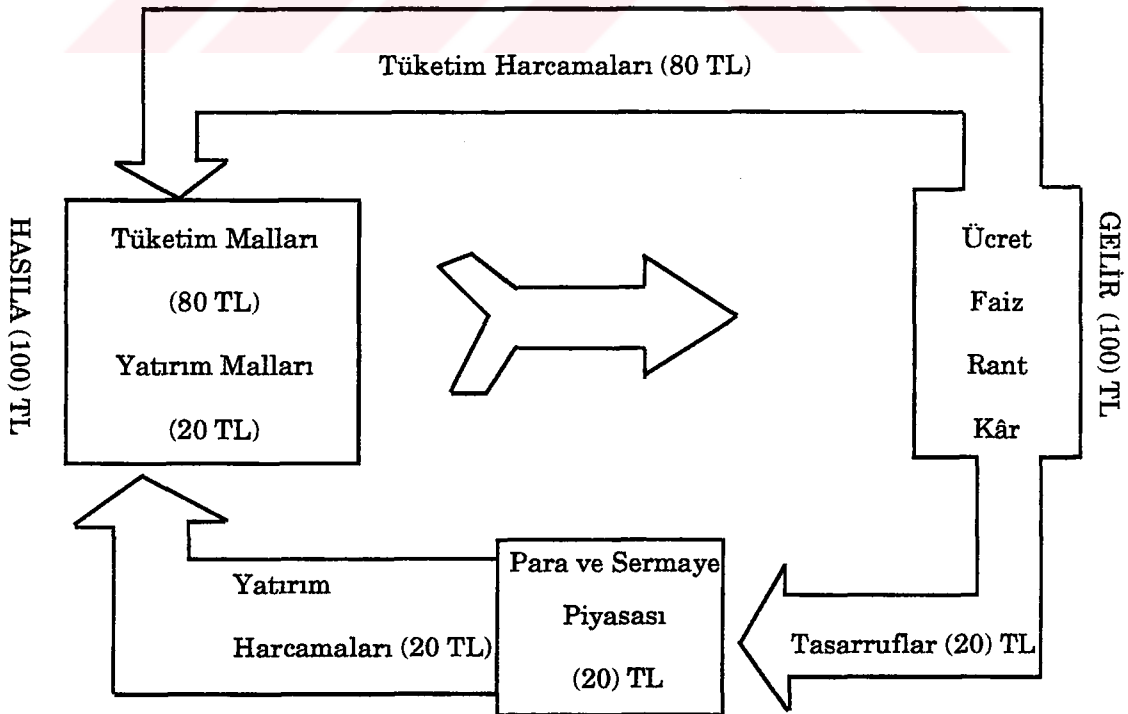 Tüketim Harcamaları (80 TL)
HASILA (100) TL
Tüketim Malları
(80 TL)
Yatırım Malları
(20 TL)
Ücret
Faiz
Rant
Kâr
GELİR (100) TL
Yatırım
Harcamaları (20 TL)
Para ve Sermaye
Piyasası
(20) TL
Tasarruflar (20) TL